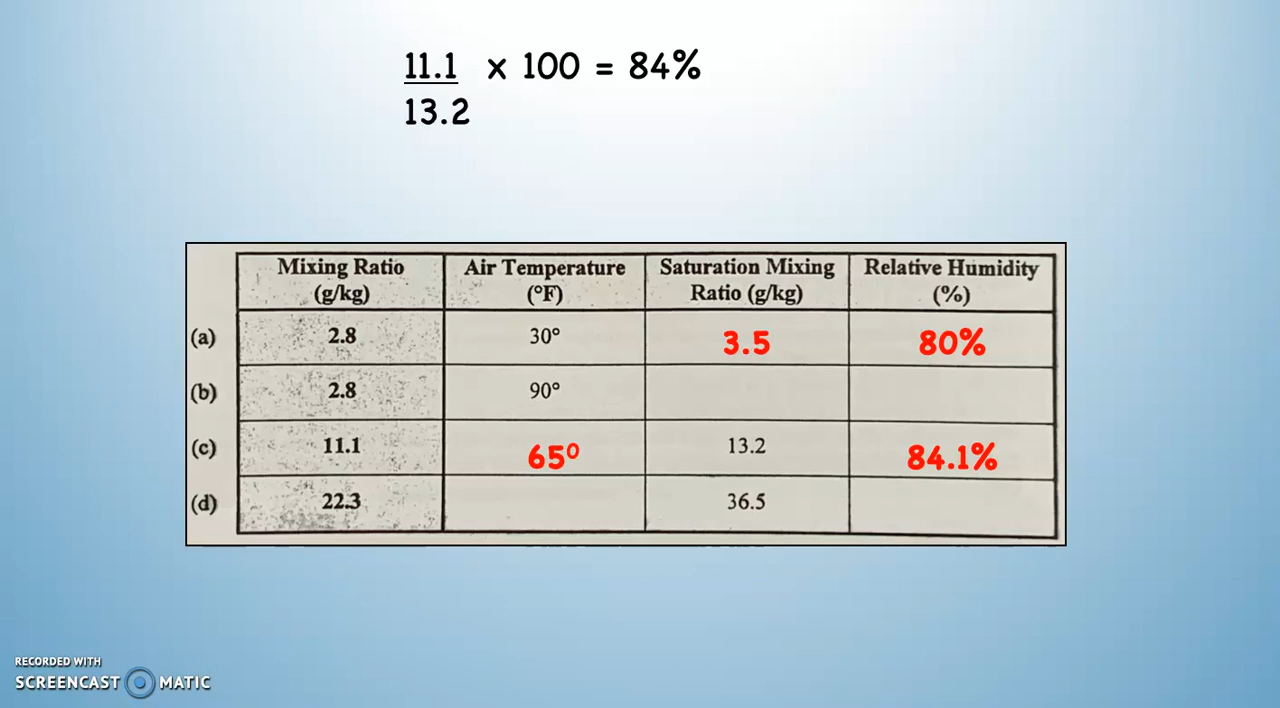 11.1 x 100 = 84%
13.2
Mixing Ratio (g/kg) Air Temperature (°F) Saturation Mixing Ratio (g/kg) Relative Humidity (%)
(a) 2.8 30° 3.5 80%
(b) 2.8 90°
(c) 11.1 65⁰ 13.2 84.1%
(d) 22.3 36.5
RECORDED WITH
SCREENCAST MATIC